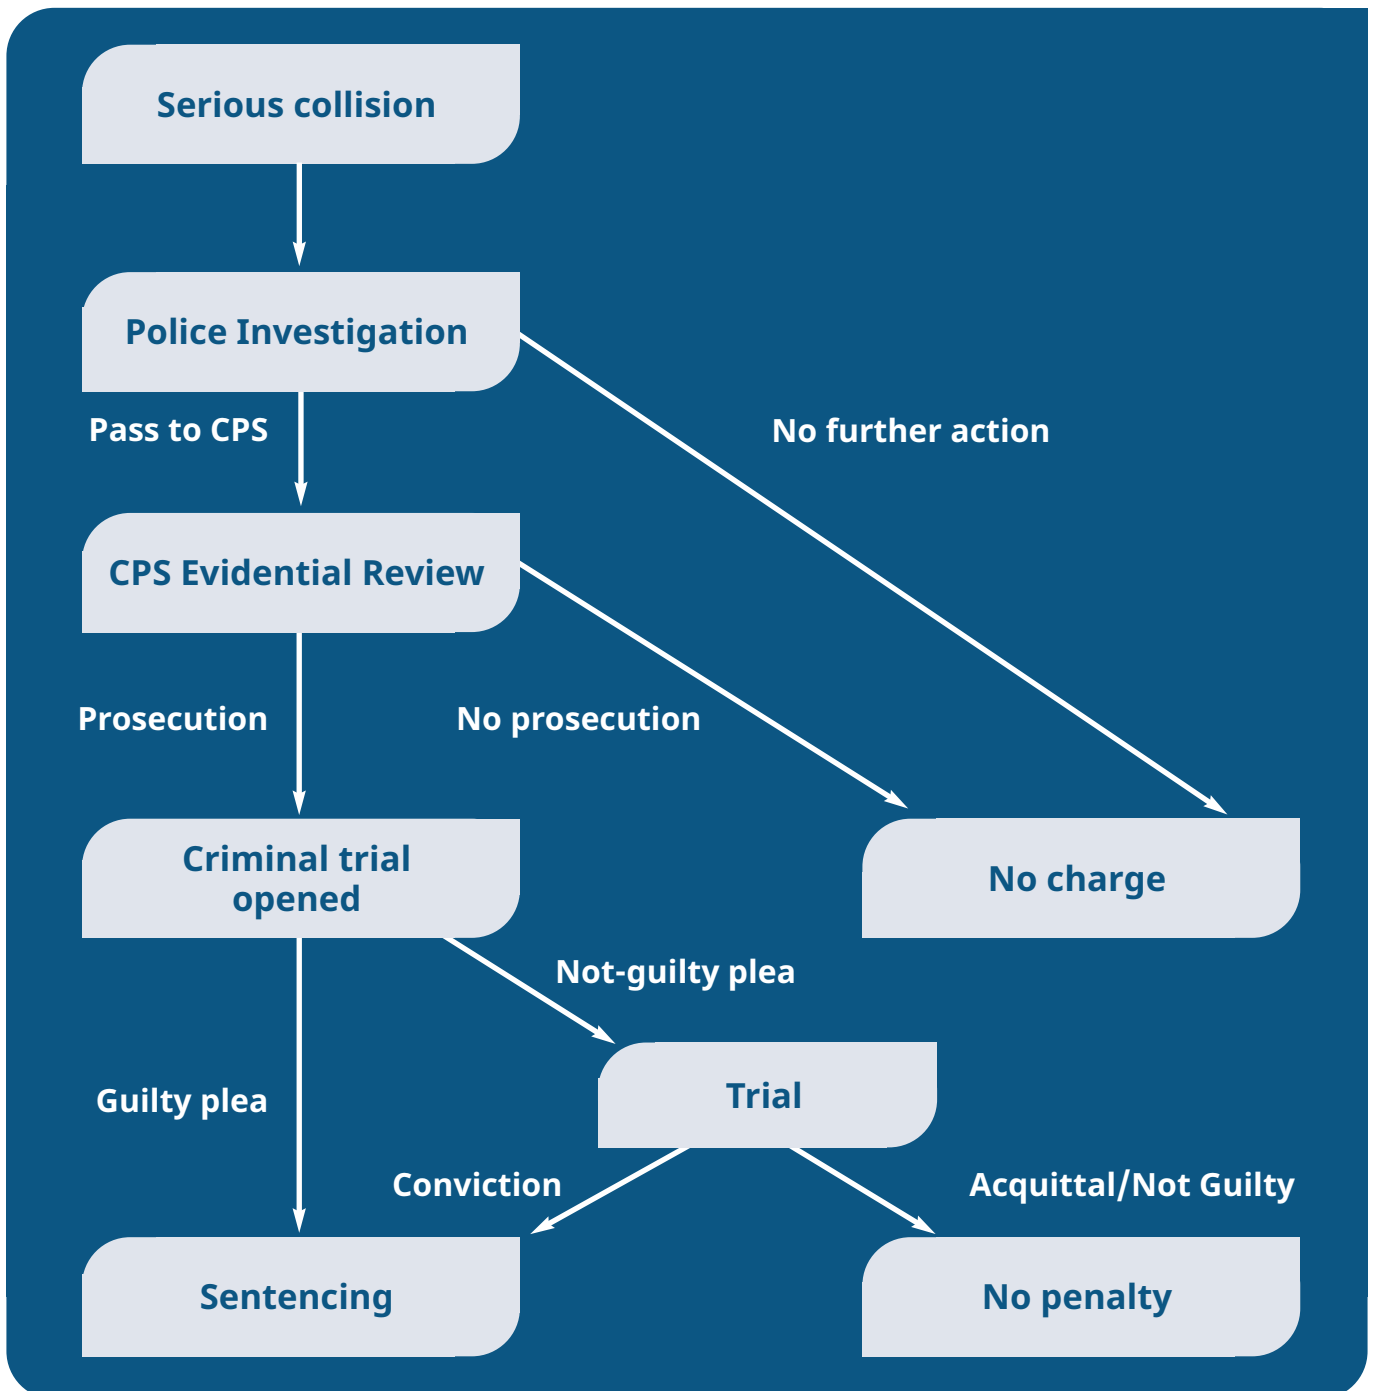 Serious collision
Police Investigation
Pass to CPS
No further action
CPS Evidential Review
Prosecution
No prosecution
Criminal trial
opened
No charge
Not-guilty plea
Trial
Guilty plea
Conviction
Acquittal/Not Guilty
Sentencing
No penalty